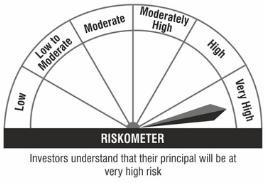 Low
Low to
Moderate
Moderate
Moderately
High
High
Very High
RISKOMETER
Investors understand that their principal will be at
very high risk